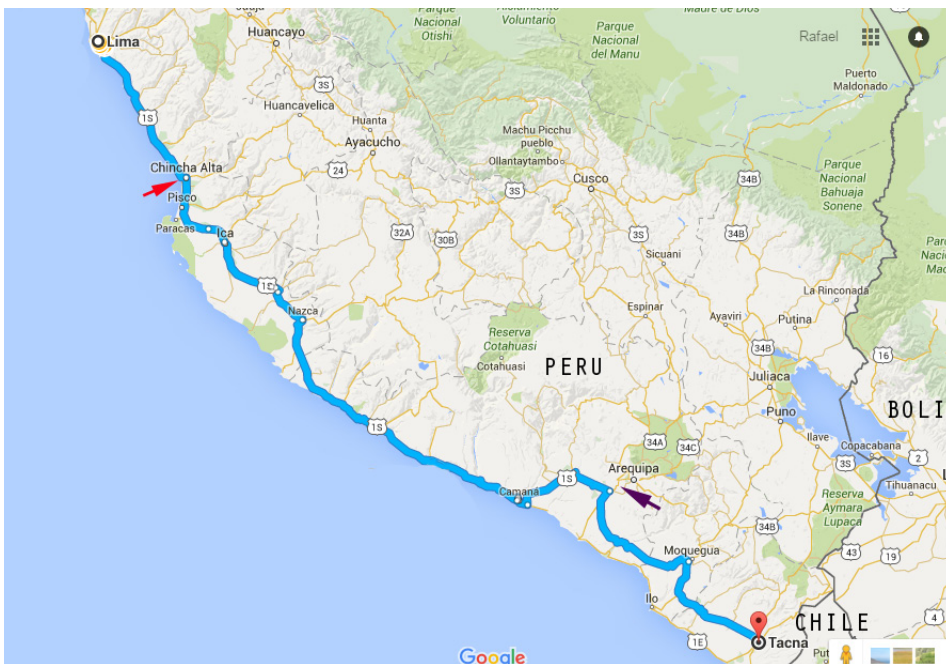 Lima
Huancayo
Parque
Nacional
Otishi
Parque
Nacional
del Manu
Rafael
3S
Huancavelica
Huanta
Ayacucho
1S
Machu Picchu
pueblo
Ollantaytambo
Puerto
Maldonado
Chincha Alta
24
3S
Cusco
34B
Parque
Nacional
Bahuaja
Sonene
Pisco
Paracas
Ica
32A
30B
3S
34B
Sicuani
La Rinconada
Nazca
Espinar
Ayaviri
Putina
Reserva
Cotahuasi
Cotahuasi
34B
16
PERU
Juliaca
Puno
BOLI
1S
34A
34C
Ilave
Copacabana
3S
2
Tihuanacu
Arequipa
1S
Camaná
Reserva
Aymara
Lupaca
34B
43
19
Moquegua
Ilo
4
CHILE
1E
Tacna
Google